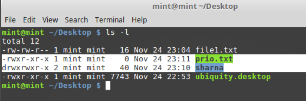 mint@mint ~/Desktop
File Edit View Search Terminal Help
mint@mint ~/Desktop $ ls -l
total 12
-rw-rw-r-- 1 mint mint 16 Nov 24 23:04 file1.txt
-rwxr-xr-x 1 mint mint 0 Nov 24 23:11 prio.txt
drwxrwxr-x 2 mint mint 40 Nov 24 23:10 sharma
-rwxr-xr-x 1 mint mint 7743 Nov 24 22:53 ubiquity.desktop
mint@mint ~/Desktop $